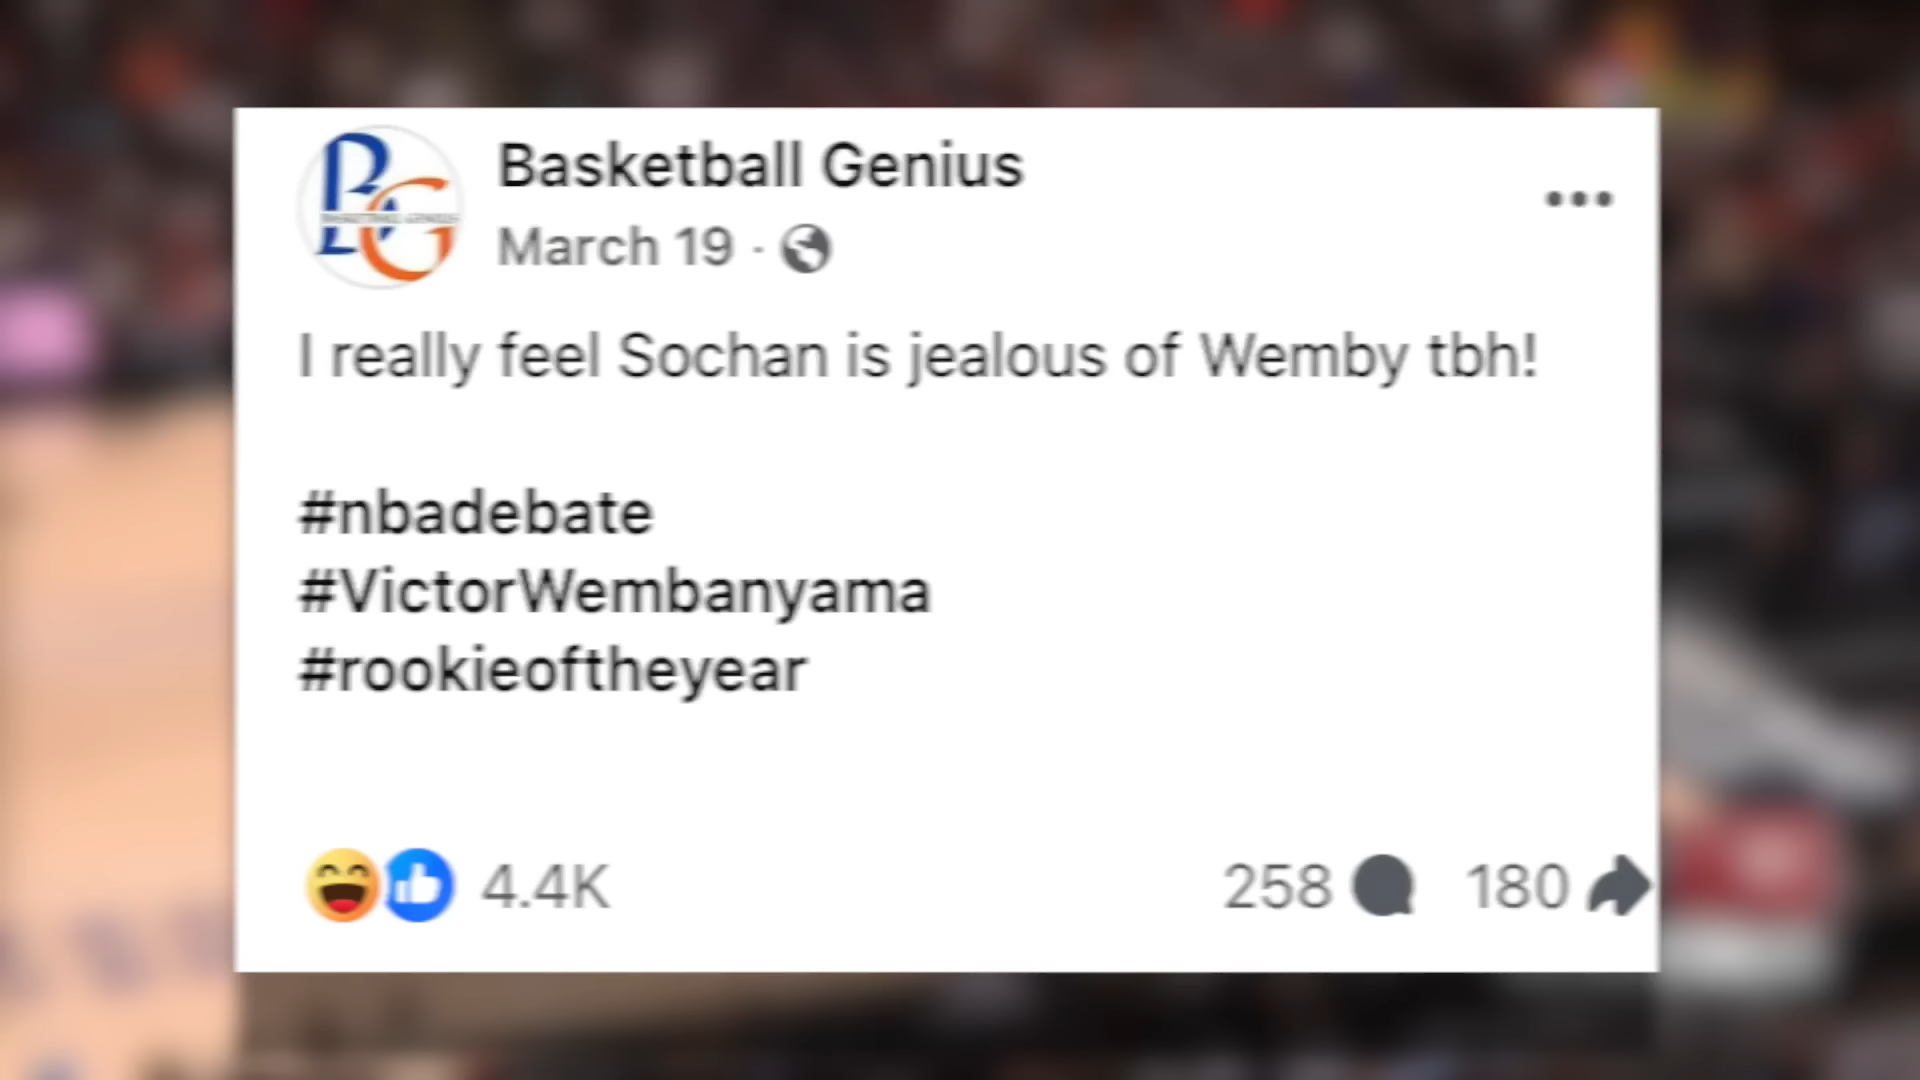 Basketball Genius
March 19 ·
I really feel Sochan is jealous of Wemby tbh!
#nbadebate
#VictorWembanyama
#rookieoftheyear
4.4K
258
180